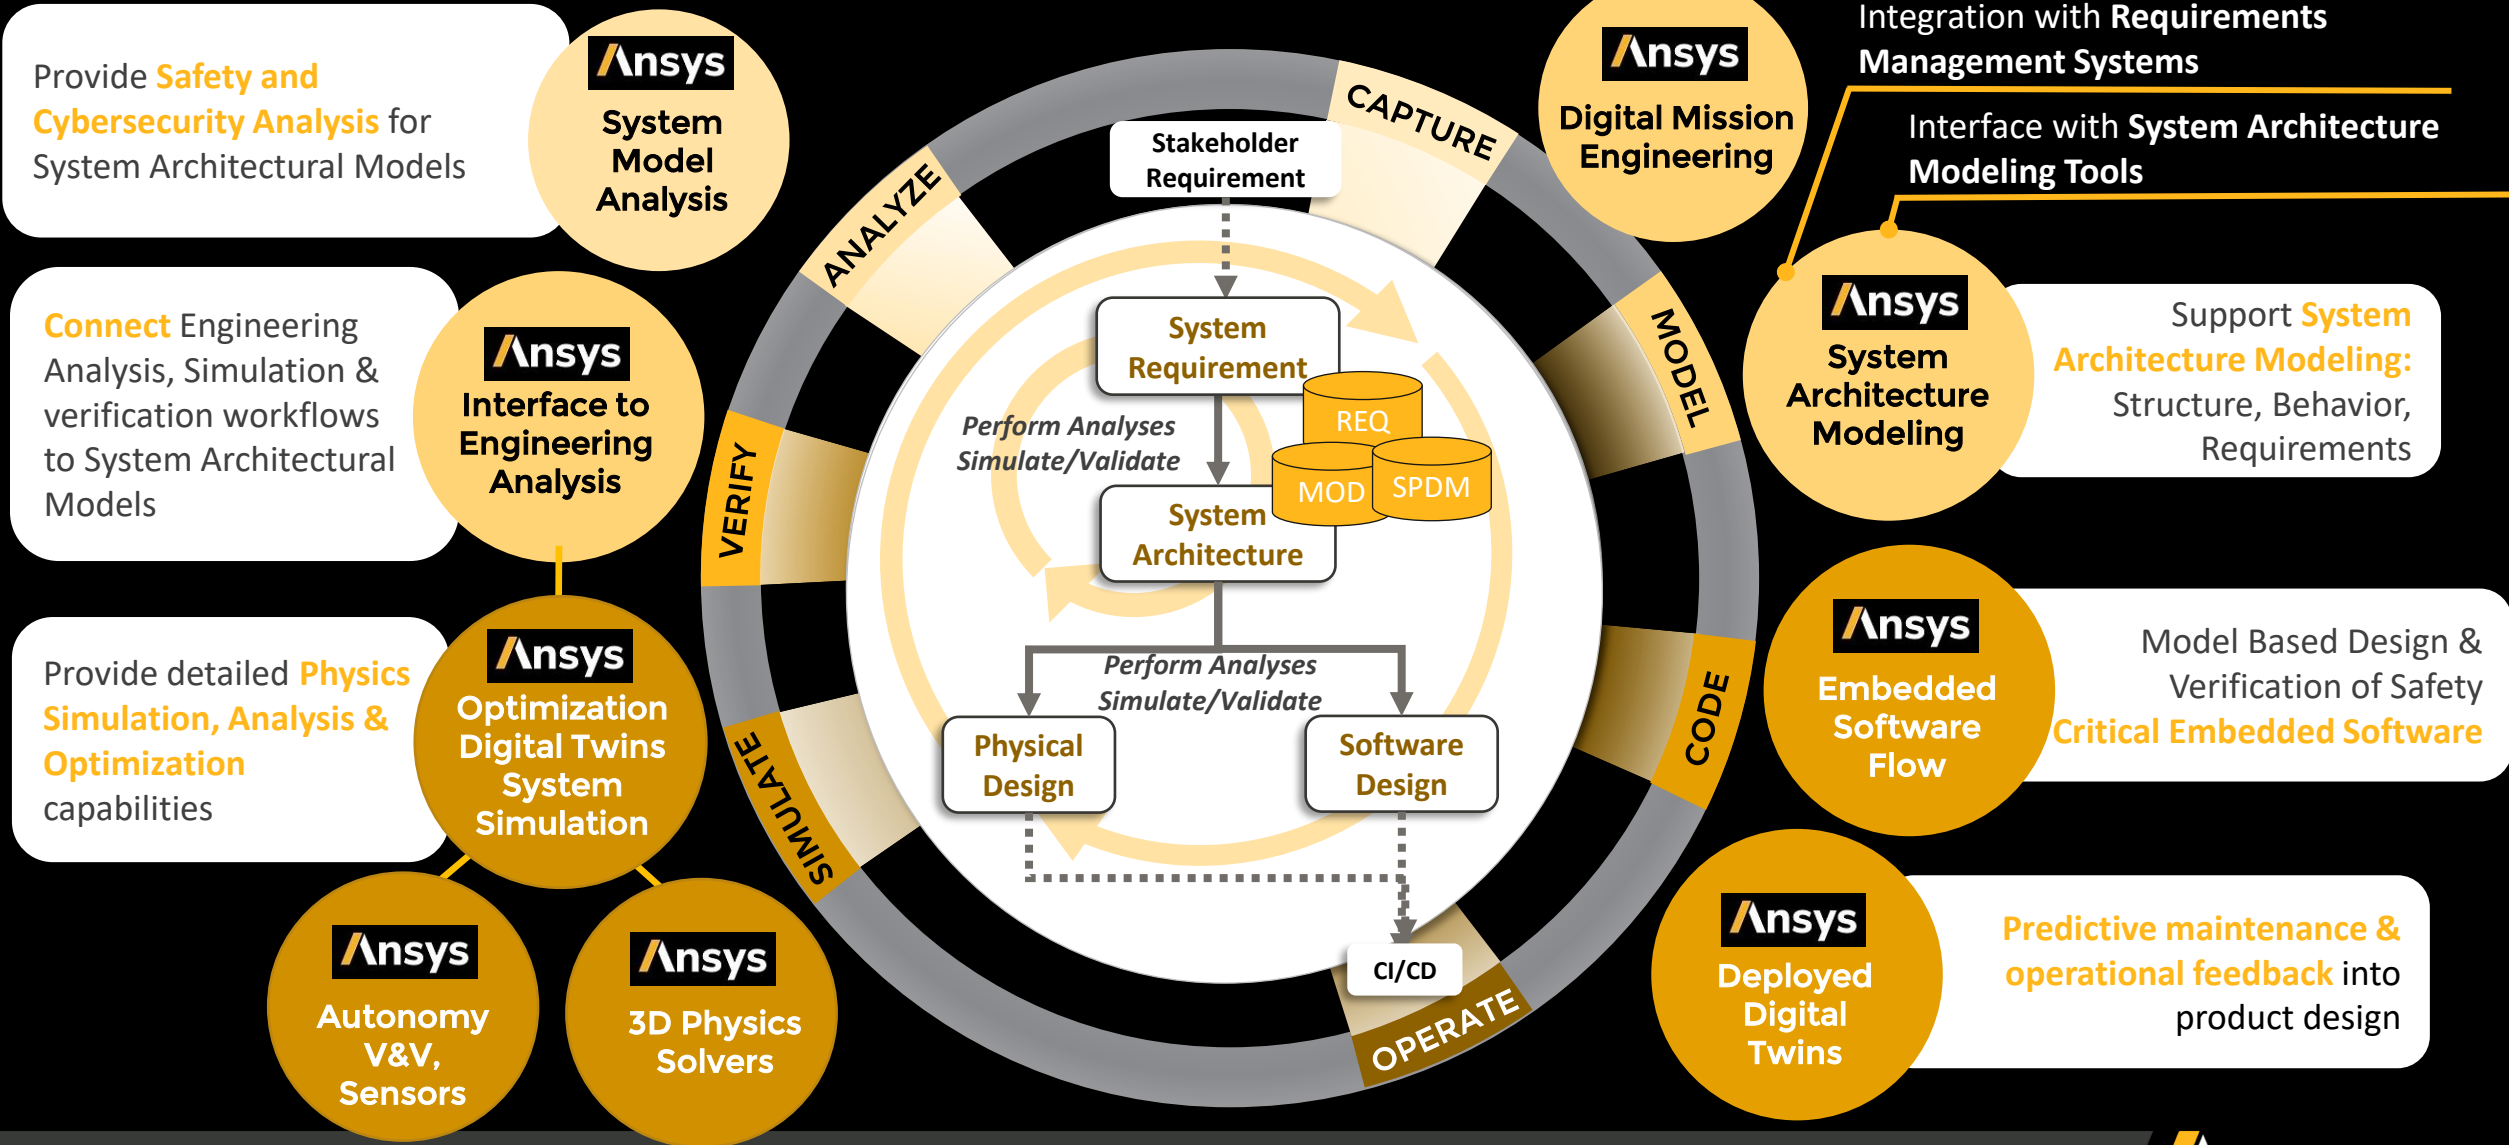 Provide Safety and
Cybersecurity Analysis for
System Architectural Models
Ansys
System
Model
Analysis
Connect Engineering
Analysis, Simulation &
verification workflows
to System Architectural
Models
Ansys
Interface to
Engineering
Analysis
Provide detailed Physics
Simulation, Analysis &
Optimization
capabilities
Ansys
Optimization
Digital Twins
System
Simulation
Ansys
Autonomy
V&V,
Sensors
Ansys
3D Physics
Solvers
ANALYZE
VERIFY
SIMULATE
CAPTURE
MODEL
CODE
OPERATE
Stakeholder
Requirement
System
Requirement
Perform Analyses
Simulate/Validate
REQ
MOD
SPDM
System
Architecture
Perform Analyses
Simulate/Validate
Physical
Design
Software
Design
CI/CD
Ansys
Digital Mission
Engineering
Integration with Requirements
Management Systems
Interface with System Architecture
Modeling Tools
Ansys
System
Architecture
Modeling
Support System
Architecture Modeling:
Structure, Behavior,
Requirements
Ansys
Embedded
Software
Flow
Model Based Design &
Verification of Safety
Critical Embedded Software
Ansys
Deployed
Digital
Twins
Predictive maintenance &
operational feedback into
product design